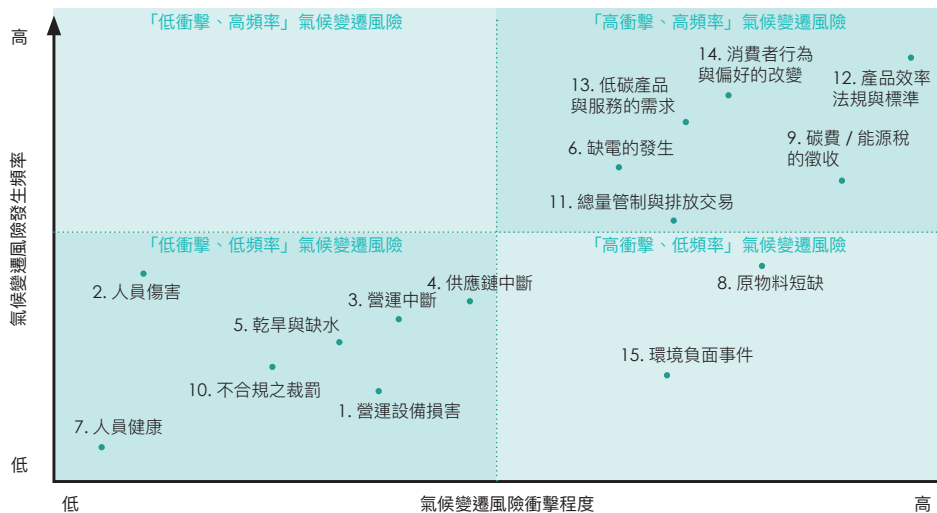 「低衝擊、高頻率」氣候變遷風險
「高衝擊、高頻率」氣候變遷風險
高
14. 消費者行為
與偏好的改變
12. 產品效率
法規與標準
13. 低碳產品
與服務的需求
9. 碳費 / 能源稅
的徵收
6. 缺電的發生
11. 總量管制與排放交易
氣候變遷風險發生頻率
「低衝擊、低頻率」氣候變遷風險
「高衝擊、低頻率」氣候變遷風險
2. 人員傷害
4. 供應鏈中斷
8. 原物料短缺
3. 營運中斷
5. 乾旱與缺水
15. 環境負面事件
10. 不合規之裁罰
1. 營運設備損害
7. 人員健康
低
低
氣候變遷風險衝擊程度
高